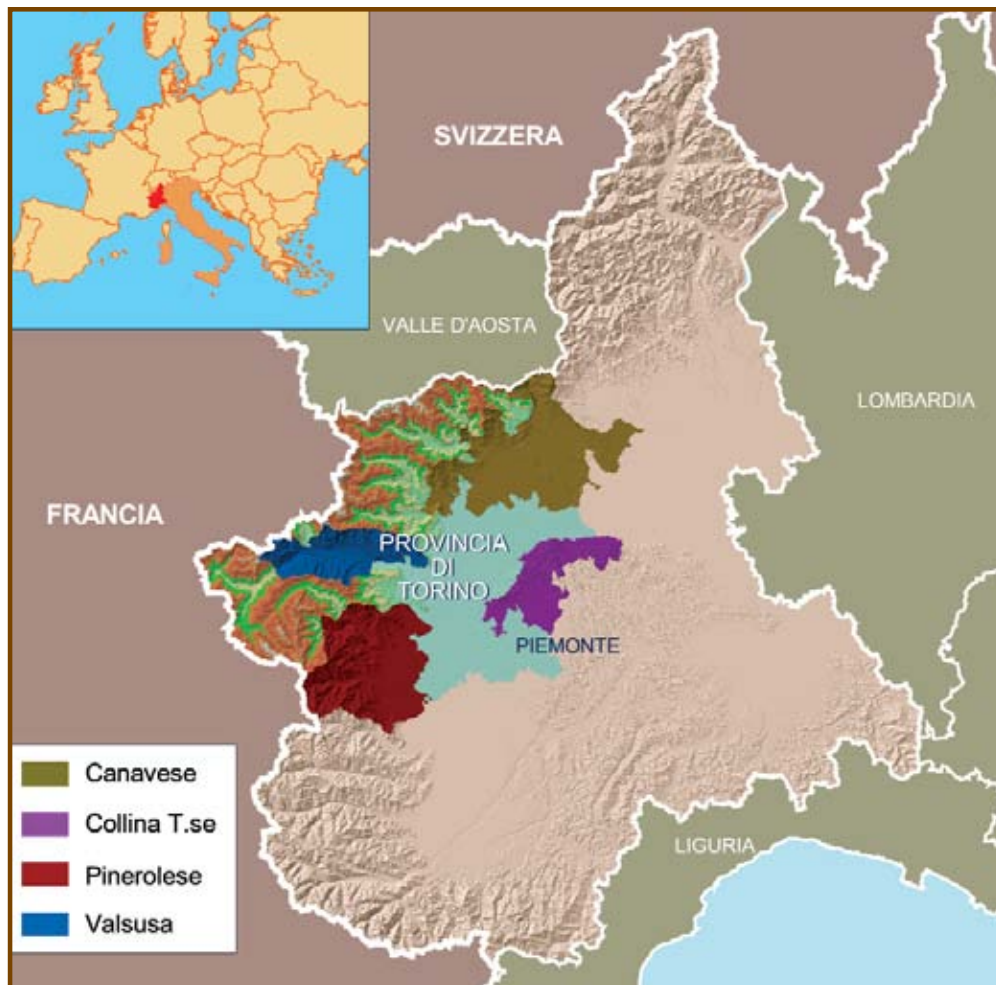 SVIZZERA
VALLE D'AOSTA
LOMBARDIA
FRANCIA
PROVINCIA
DI
TORINO
PIEMONTE
LIGURIA
Canavese
Collina T.se
Pinerolese
Valsusa